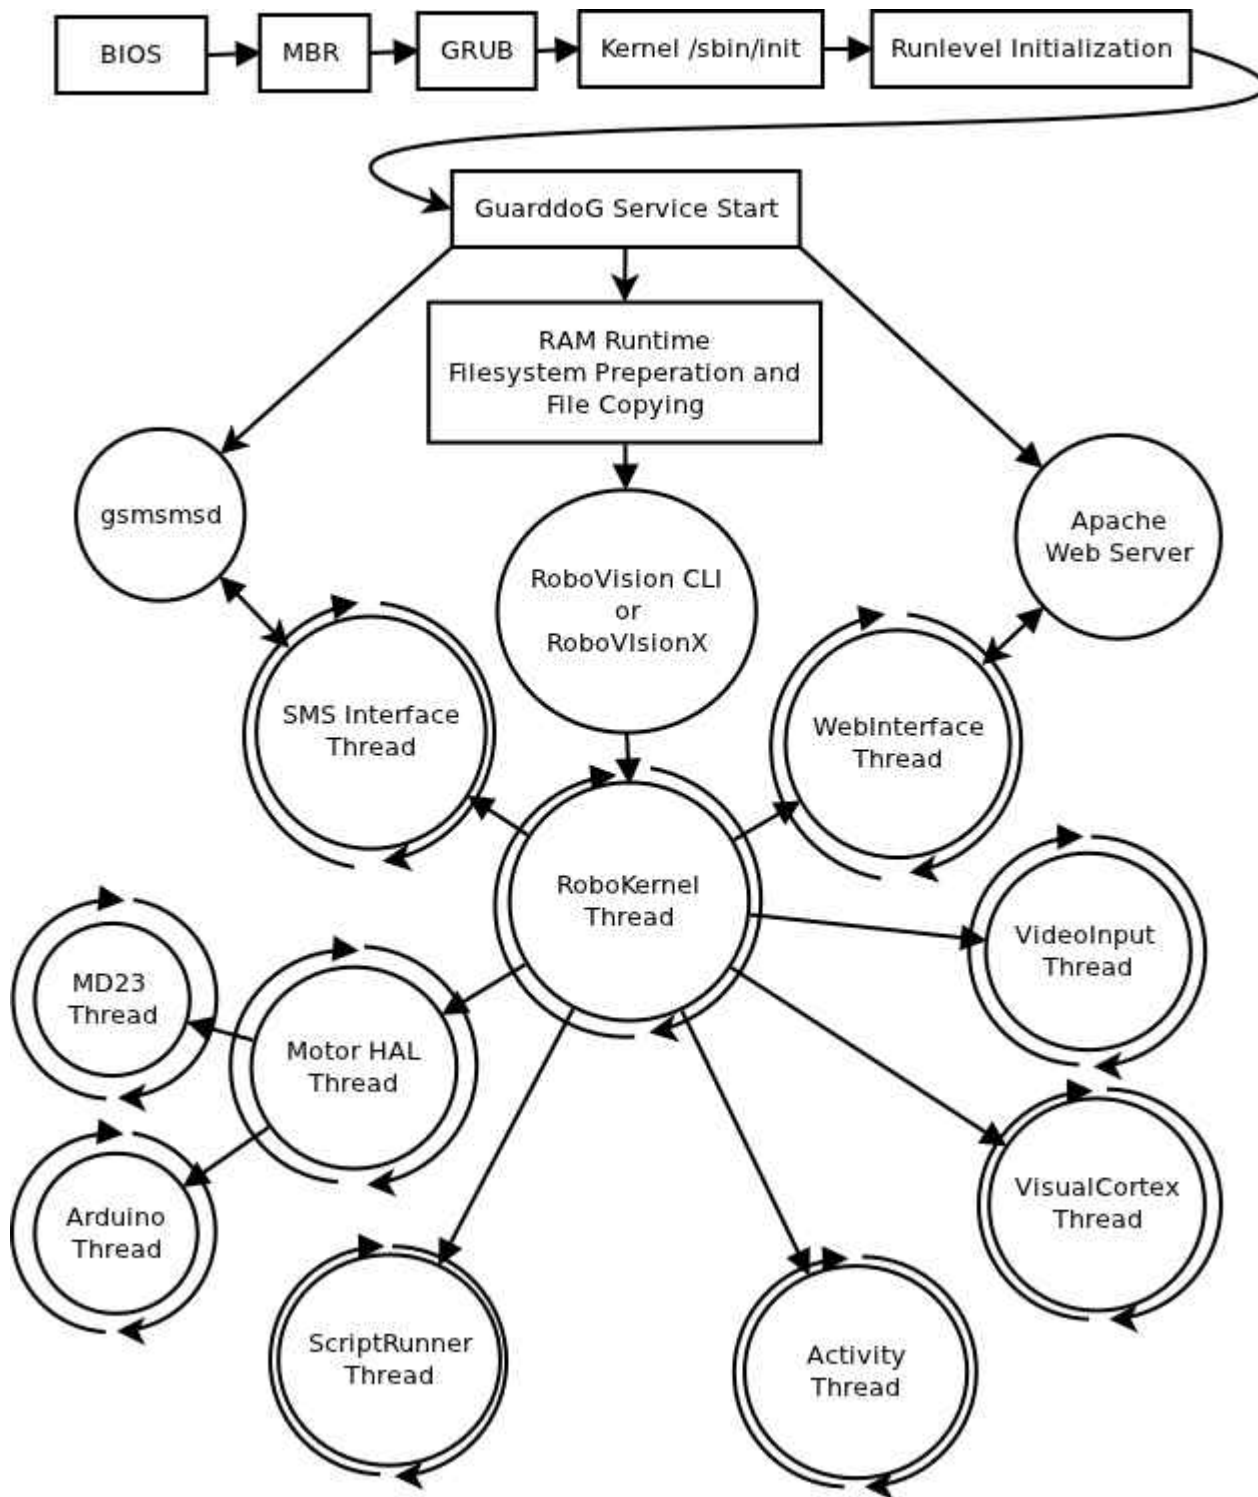 BIOS
MBR
GRUB
Kernel /sbin/init
Runlevel Initialization
GuarddoG Service Start
RAM Runtime
Filesystem Preperation and
File Copying
gsmsmsd
Apache
Web Server
RoboVision CLI
or
RoboVIsionX
SMS Interface
Thread
WebInterface
Thread
RoboKernel
Thread
VideoInput
Thread
MD23
Thread
Motor HAL
Thread
VisualCortex
Thread
Arduino
Thread
ScriptRunner
Thread
Activity
Thread